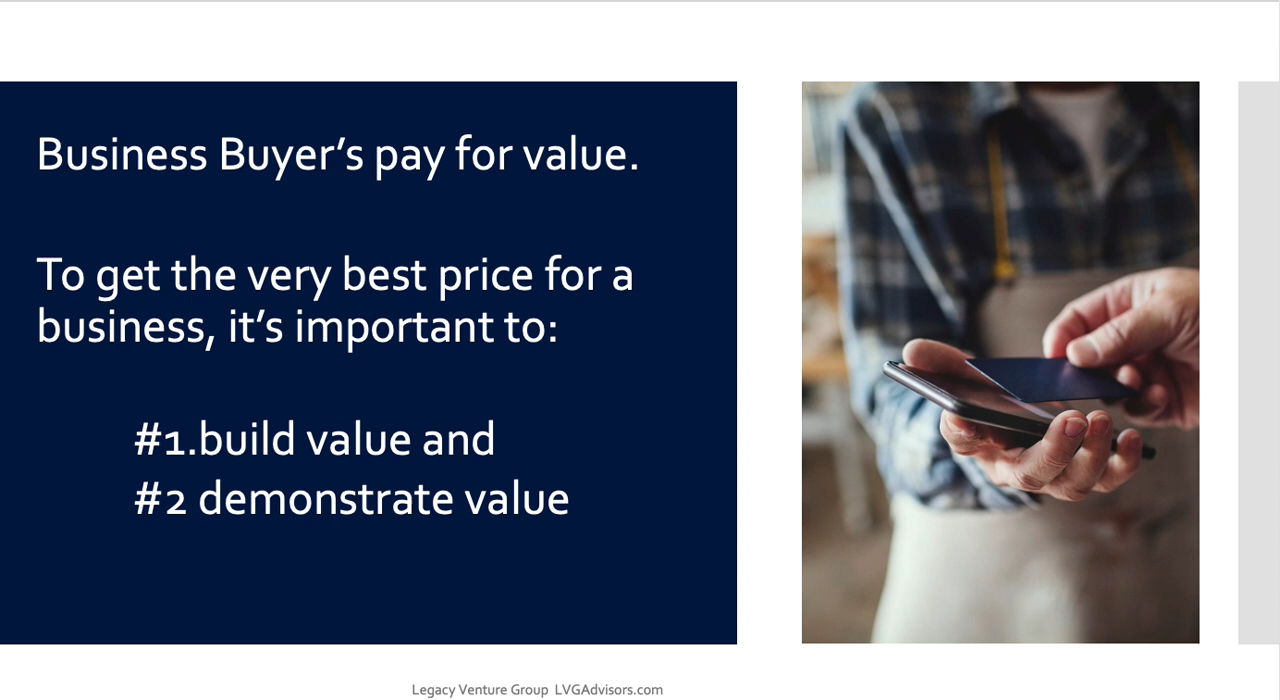 Business Buyer’s pay for value.
To get the very best price for a
business, it’s important to:
#1.build value and
#2 demonstrate value
Legacy Venture Group  LVGAdvisors.com